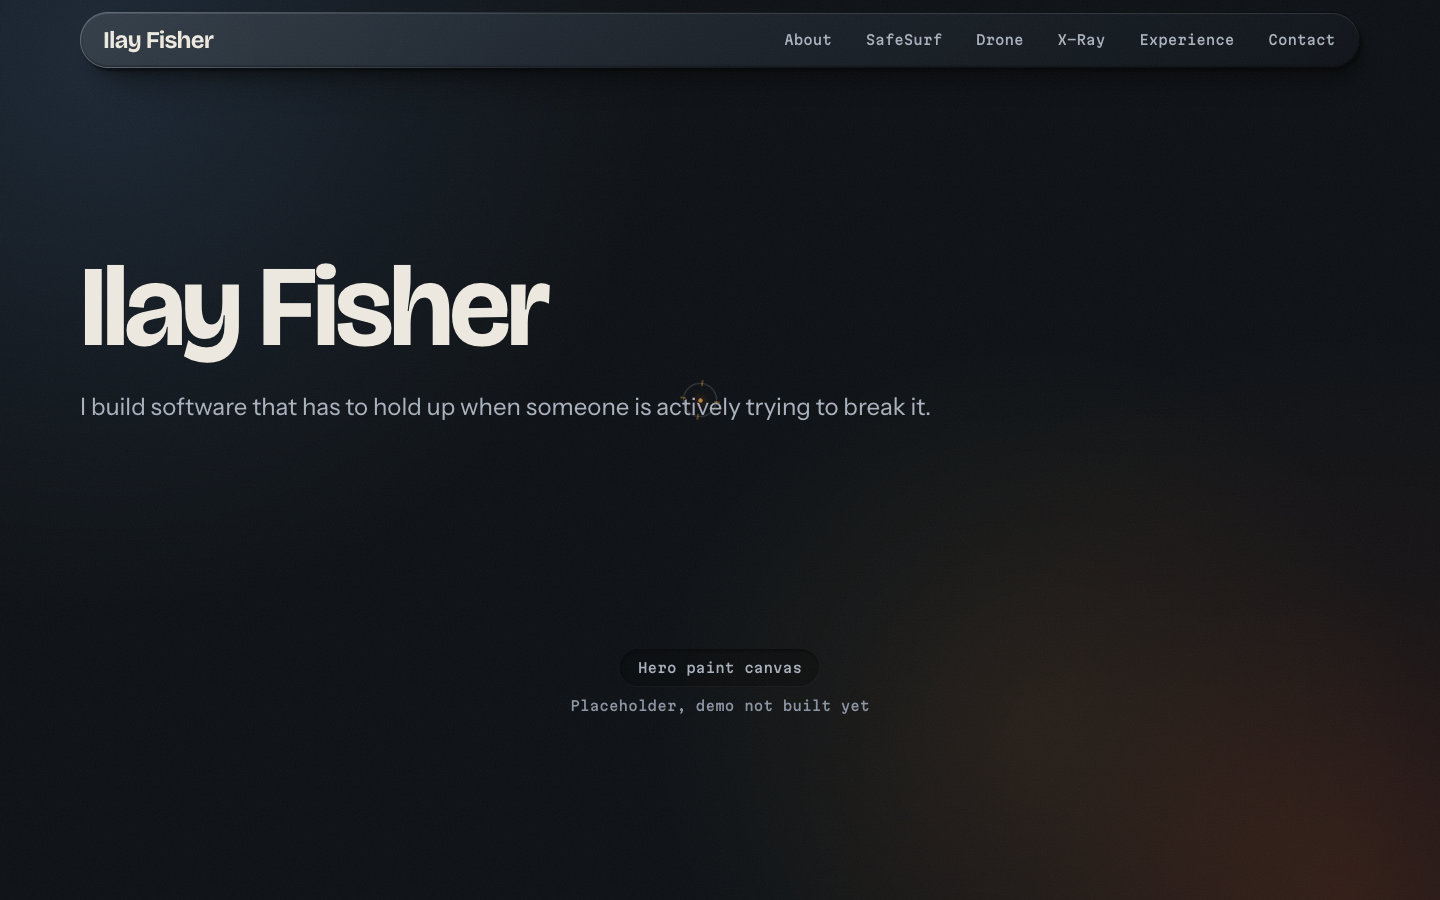 Ilay Fisher
About SafeSurf Drone X-Ray Experience Contact
Ilay Fisher
I build software that has to hold up when someone is actively trying to break it.
Hero paint canvas
Placeholder, demo not built yet